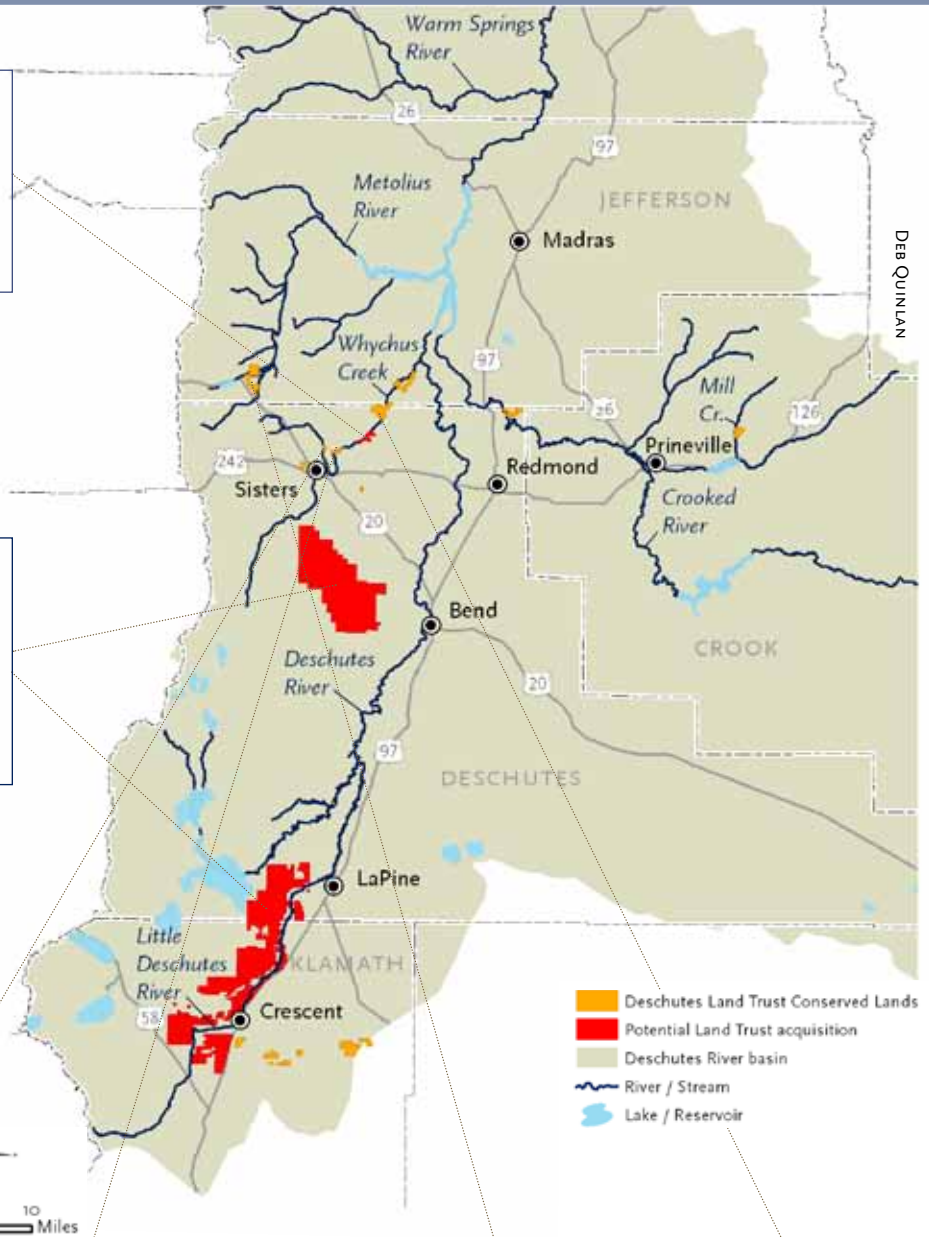 Warm Springs
River
26
97
Metolius
River
JEFFERSON
Madras
DEB QUINLAN
Whychus
Creek
97
Mill
Cr.
26
126
242
Redmond
Prineville
Sisters
Crooked
River
20
Bend
CROOK
Deschutes
River
20
97
DESCHUTES
LaPine
Little
Deschutes
River
KLAMATH
58
Crescent
Deschutes Land Trust Conserved Lands
Potential Land Trust acquisition
Deschutes River basin
River / Stream
Lake / Reservoir
10
Miles